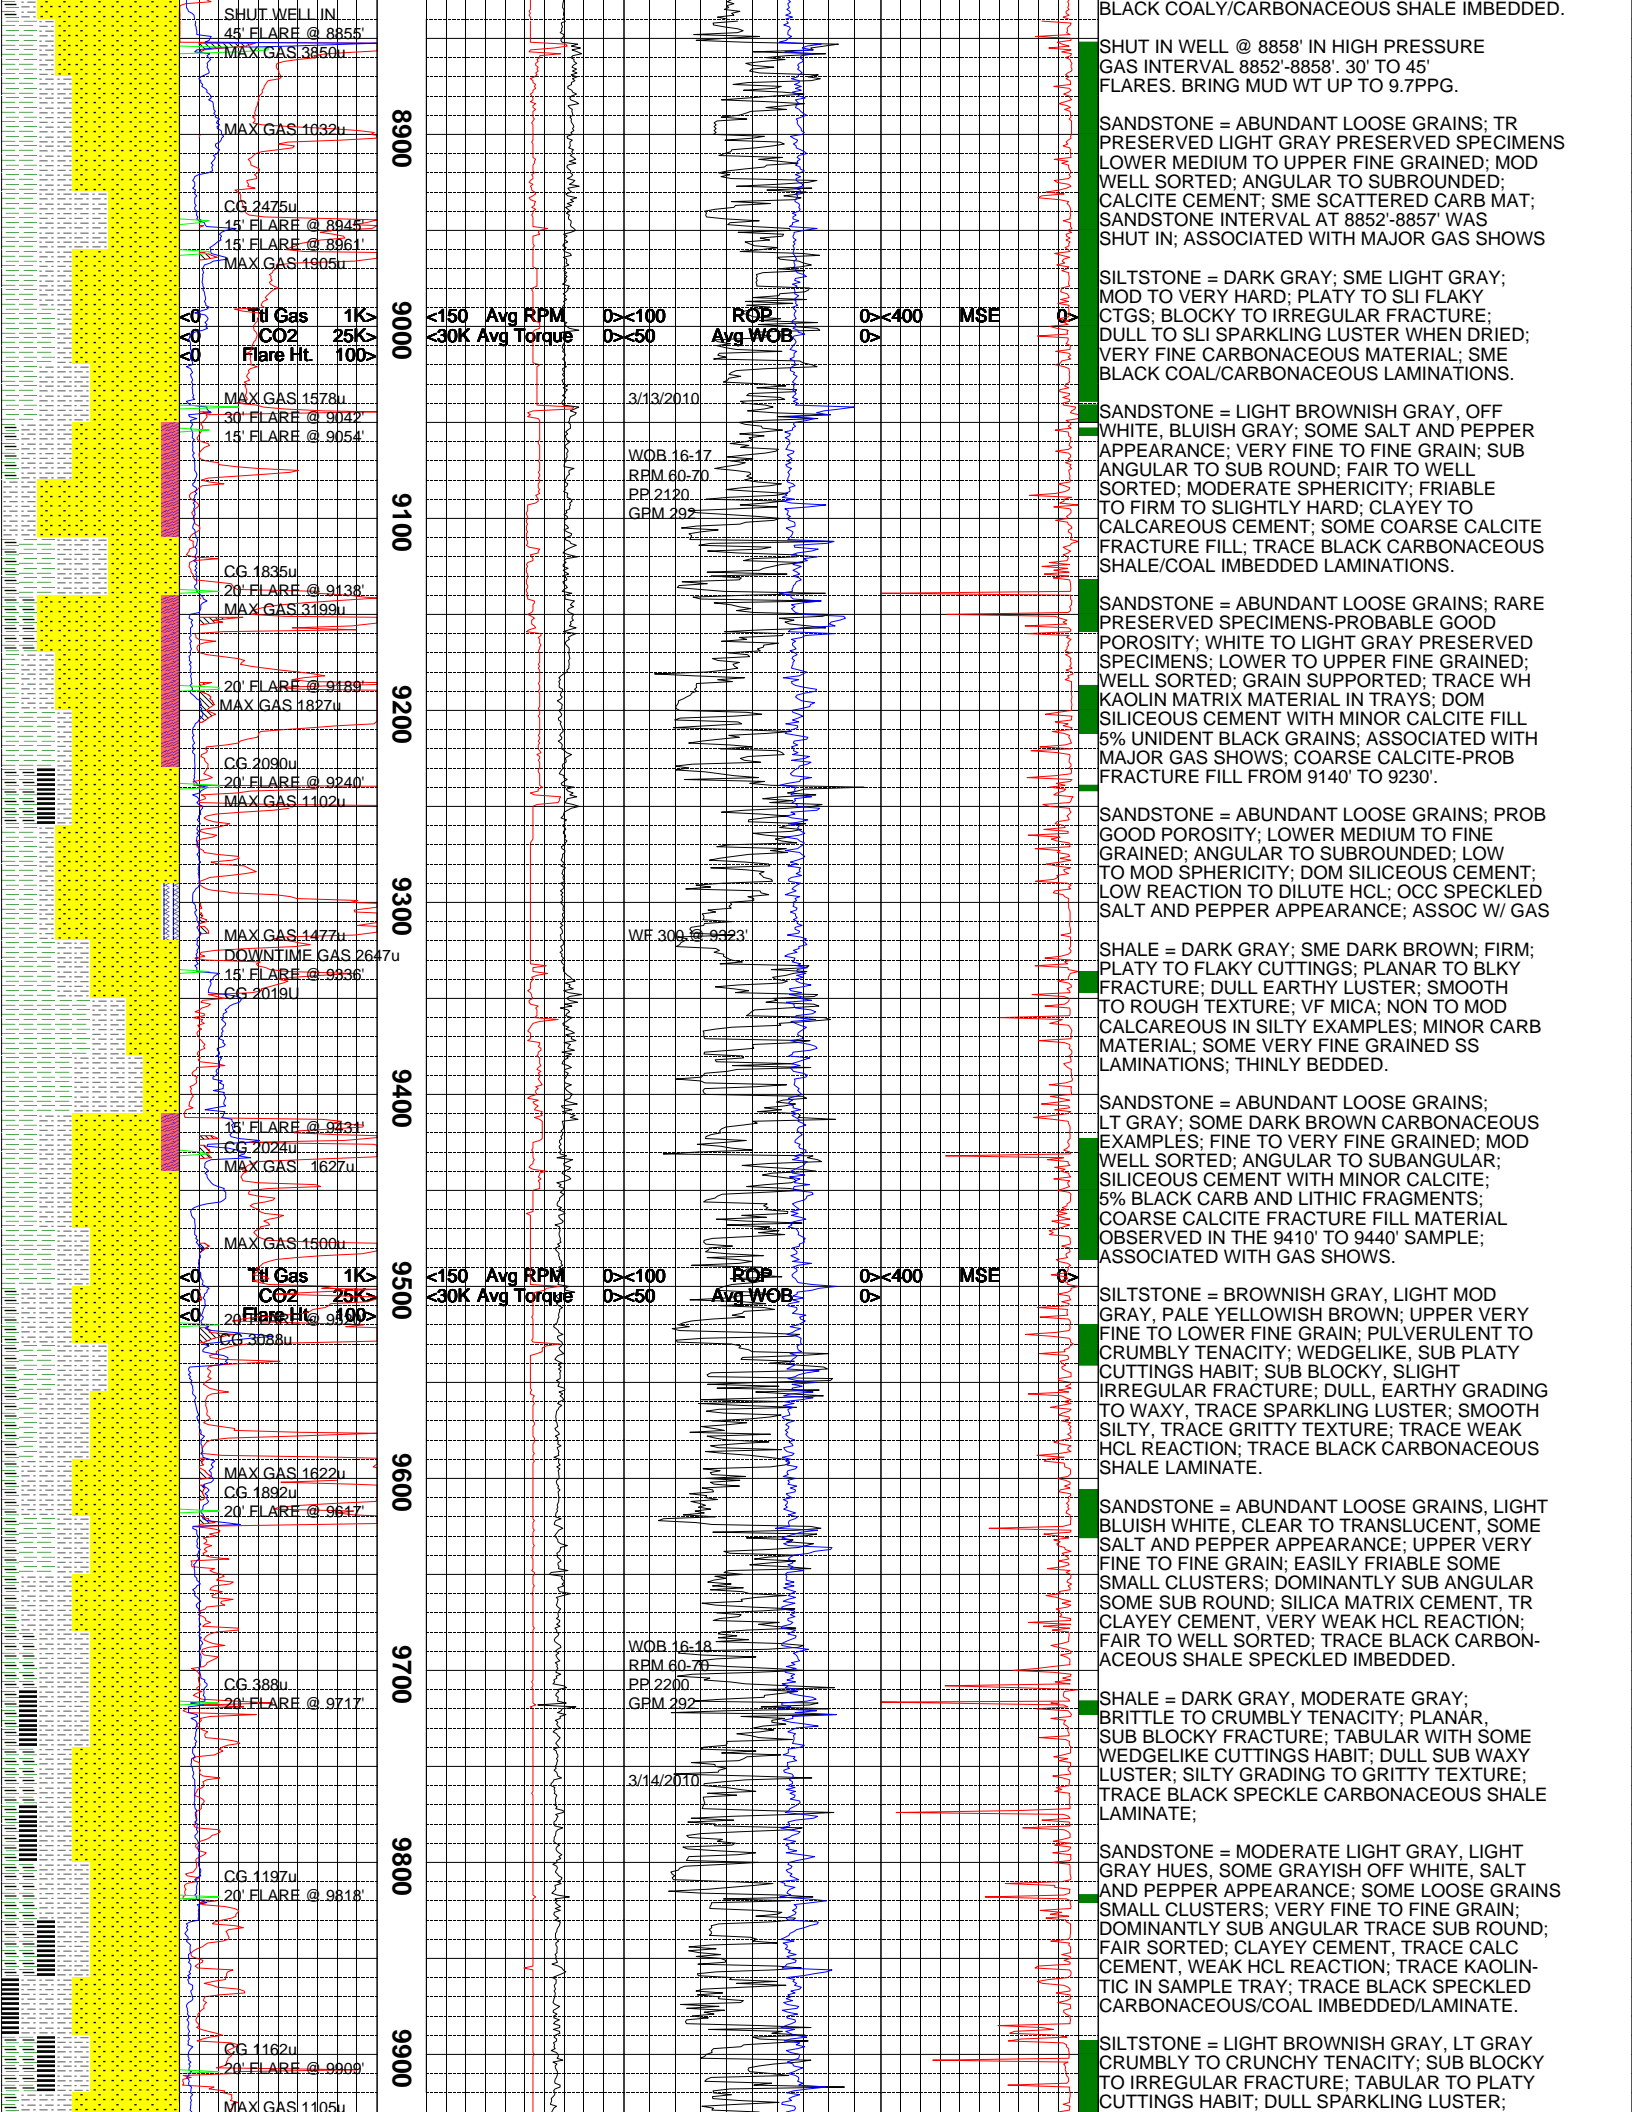 SHUT WELL IN
45' FLARE @ 8855'
MAX GAS 3850u
MAX GAS 1032u
CG 2475u
15' FLARE @ 8945'
15' FLARE @ 8961'
MAX GAS 1905u
<0 Ttl Gas 1K>
<0 CO2 25K>
<0 Flare Ht. 100>
MAX GAS 1578u
30' FLARE @ 9042'
15' FLARE @ 9054'
CG 1835u
20' FLARE @ 9138'
MAX GAS 3199u
20' FLARE @ 9189'
MAX GAS 1827u
CG 2090u
20' FLARE @ 9240'
MAX GAS 1102u
MAX GAS 1477u
DOWNTIME GAS 2647u
15' FLARE @ 9336'
CG 2019U
15' FLARE @ 9431'
CG 2024u
MAX GAS 1627u
MAX GAS 1500u
<0 Ttl Gas 1K>
<0 CO2 25K>
<0 Flare Ht. 100>
20' FLARE @
CG 3088u
MAX GAS 1622u
CG 1892u
20' FLARE @ 9617'
CG 388u
20' FLARE @ 9717'
CG 1197u
20' FLARE @ 9818'
CG 1162u
20' FLARE @ 9909'
MAX GAS 1105u
8900
9000
9100
9200
9300
9400
9500
9600
9700
9800
9900
<150 Avg RPM 0><100 ROP 0><400 MSE 0>
<30K Avg Torque 0><50 Avg WOB 0>
3/13/2010
WOB 16-17
RPM 60-70
PP 2120
GPM 292
WF 300 @ 9323'
<150 Avg RPM 0><100 ROP 0><400 MSE 0>
<30K Avg Torque 0><50 Avg WOB 0>
WOB 16-18
RPM 60-70
PP 2200
GPM 292
3/14/2010
BLACK COALY/CARBONACEOUS SHALE IMBEDDED.
SHUT IN WELL @ 8858' IN HIGH PRESSURE
GAS INTERVAL 8852'-8858'. 30' TO 45'
FLARES. BRING MUD WT UP TO 9.7PPG.
SANDSTONE = ABUNDANT LOOSE GRAINS; TR
PRESERVED LIGHT GRAY PRESERVED SPECIMENS
LOWER MEDIUM TO UPPER FINE GRAINED; MOD
WELL SORTED; ANGULAR TO SUBROUNDED;
CALCITE CEMENT; SME SCATTERED CARB MAT;
SANDSTONE INTERVAL AT 8852'-8857' WAS
SHUT IN; ASSOCIATED WITH MAJOR GAS SHOWS
SILTSTONE = DARK GRAY; SME LIGHT GRAY;
MOD TO VERY HARD; PLATY TO SLI FLAKY
CTGS; BLOCKY TO IRREGULAR FRACTURE;
DULL TO SLI SPARKLING LUSTER WHEN DRIED;
VERY FINE CARBONACEOUS MATERIAL; SME
BLACK COAL/CARBONACEOUS LAMINATIONS.
SANDSTONE = LIGHT BROWNISH GRAY, OFF
WHITE, BLUISH GRAY; SOME SALT AND PEPPER
APPEARANCE; VERY FINE TO FINE GRAIN; SUB
ANGULAR TO SUB ROUND; FAIR TO WELL
SORTED; MODERATE SPHERICITY; FRIABLE
TO FIRM TO SLIGHTLY HARD; CLAYEY TO
CALCAREOUS CEMENT; SOME COARSE CALCITE
FRACTURE FILL; TRACE BLACK CARBONACEOUS
SHALE/COAL IMBEDDED LAMINATIONS.
SANDSTONE = ABUNDANT LOOSE GRAINS; RARE
PRESERVED SPECIMENS-PROBABLE GOOD
POROSITY; WHITE TO LIGHT GRAY PRESERVED
SPECIMENS; LOWER TO UPPER FINE GRAINED;
WELL SORTED; GRAIN SUPPORTED; TRACE WH
KAOLIN MATRIX MATERIAL IN TRAYS; DOM
SILICEOUS CEMENT WITH MINOR CALCITE FILL
5% UNIDENT BLACK GRAINS; ASSOCIATED WITH
MAJOR GAS SHOWS; COARSE CALCITE-PROB
FRACTURE FILL FROM 9140' TO 9230'.
SANDSTONE = ABUNDANT LOOSE GRAINS; PROB
GOOD POROSITY; LOWER MEDIUM TO FINE
GRAINED; ANGULAR TO SUBROUNDED; LOW
TO MOD SPHERICITY; DOM SILICEOUS CEMENT;
LOW REACTION TO DILUTE HCL; OCC SPECKLED
SALT AND PEPPER APPEARANCE; ASSOC W/ GAS
SHALE = DARK GRAY; SME DARK BROWN; FIRM;
PLATY TO FLAKY CUTTINGS; PLANAR TO BLKY
FRACTURE; DULL EARTHY LUSTER; SMOOTH
TO ROUGH TEXTURE; VF MICA; NON TO MOD
CALCAREOUS IN SILTY EXAMPLES; MINOR CARB
MATERIAL; SOME VERY FINE GRAINED SS
LAMINATIONS; THINLY BEDDED.
SANDSTONE = ABUNDANT LOOSE GRAINS;
LT GRAY; SOME DARK BROWN CARBONACEOUS
EXAMPLES; FINE TO VERY FINE GRAINED; MOD
WELL SORTED; ANGULAR TO SUBANGULAR;
SILICEOUS CEMENT WITH MINOR CALCITE;
5% BLACK CARB AND LITHIC FRAGMENTS;
COARSE CALCITE FRACTURE FILL MATERIAL
OBSERVED IN THE 9410' TO 9440' SAMPLE;
ASSOCIATED WITH GAS SHOWS.
SILTSTONE = BROWNISH GRAY, LIGHT MOD
GRAY, PALE YELLOWISH BROWN; UPPER VERY
FINE TO LOWER FINE GRAIN; PULVERULENT TO
CRUMBLY TENACITY; WEDGELIKE, SUB PLATY
CUTTINGS HABIT; SUB BLOCKY, SLIGHT
IRREGULAR FRACTURE; DULL, EARTHY GRADING
TO WAXY, TRACE SPARKLING LUSTER; SMOOTH
SILTY, TRACE GRITTY TEXTURE; TRACE WEAK
HCL REACTION; TRACE BLACK CARBONACEOUS
SHALE LAMINATE.
SANDSTONE = ABUNDANT LOOSE GRAINS, LIGHT
BLUISH WHITE, CLEAR TO TRANSLUCENT, SOME
SALT AND PEPPER APPEARANCE; UPPER VERY
FINE TO FINE GRAIN; EASILY FRIABLE SOME
SMALL CLUSTERS; DOMINANTLY SUB ANGULAR
SOME SUB ROUND; SILICA MATRIX CEMENT, TR
CLAYEY CEMENT, VERY WEAK HCL REACTION;
FAIR TO WELL SORTED; TRACE BLACK CARBON-
ACEOUS SHALE SPECKLED IMBEDDED.
SHALE = DARK GRAY, MODERATE GRAY;
BRITTLE TO CRUMBLY TENACITY; PLANAR,
SUB BLOCKY FRACTURE; TABULAR WITH SOME
WEDGELIKE CUTTINGS HABIT; DULL SUB WAXY
LUSTER; SILTY GRADING TO GRITTY TEXTURE;
TRACE BLACK SPECKLE CARBONACEOUS SHALE
LAMINATE;
SANDSTONE = MODERATE LIGHT GRAY, LIGHT
GRAY HUES, SOME GRAYISH OFF WHITE, SALT
AND PEPPER APPEARANCE; SOME LOOSE GRAINS
SMALL CLUSTERS; VERY FINE TO FINE GRAIN;
DOMINANTLY SUB ANGULAR TRACE SUB ROUND;
FAIR SORTED; CLAYEY CEMENT, TRACE CALC
CEMENT, WEAK HCL REACTION; TRACE KAOLIN-
TIC IN SAMPLE TRAY; TRACE BLACK SPECKLED
CARBONACEOUS/COAL IMBEDDED/LAMINATE.
SILTSTONE = LIGHT BROWNISH GRAY, LT GRAY
CRUMBLY TO CRUNCHY TENACITY; SUB BLOCKY
TO IRREGULAR FRACTURE; TABULAR TO PLATY
CUTTINGS HABIT; DULL SPARKLING LUSTER;